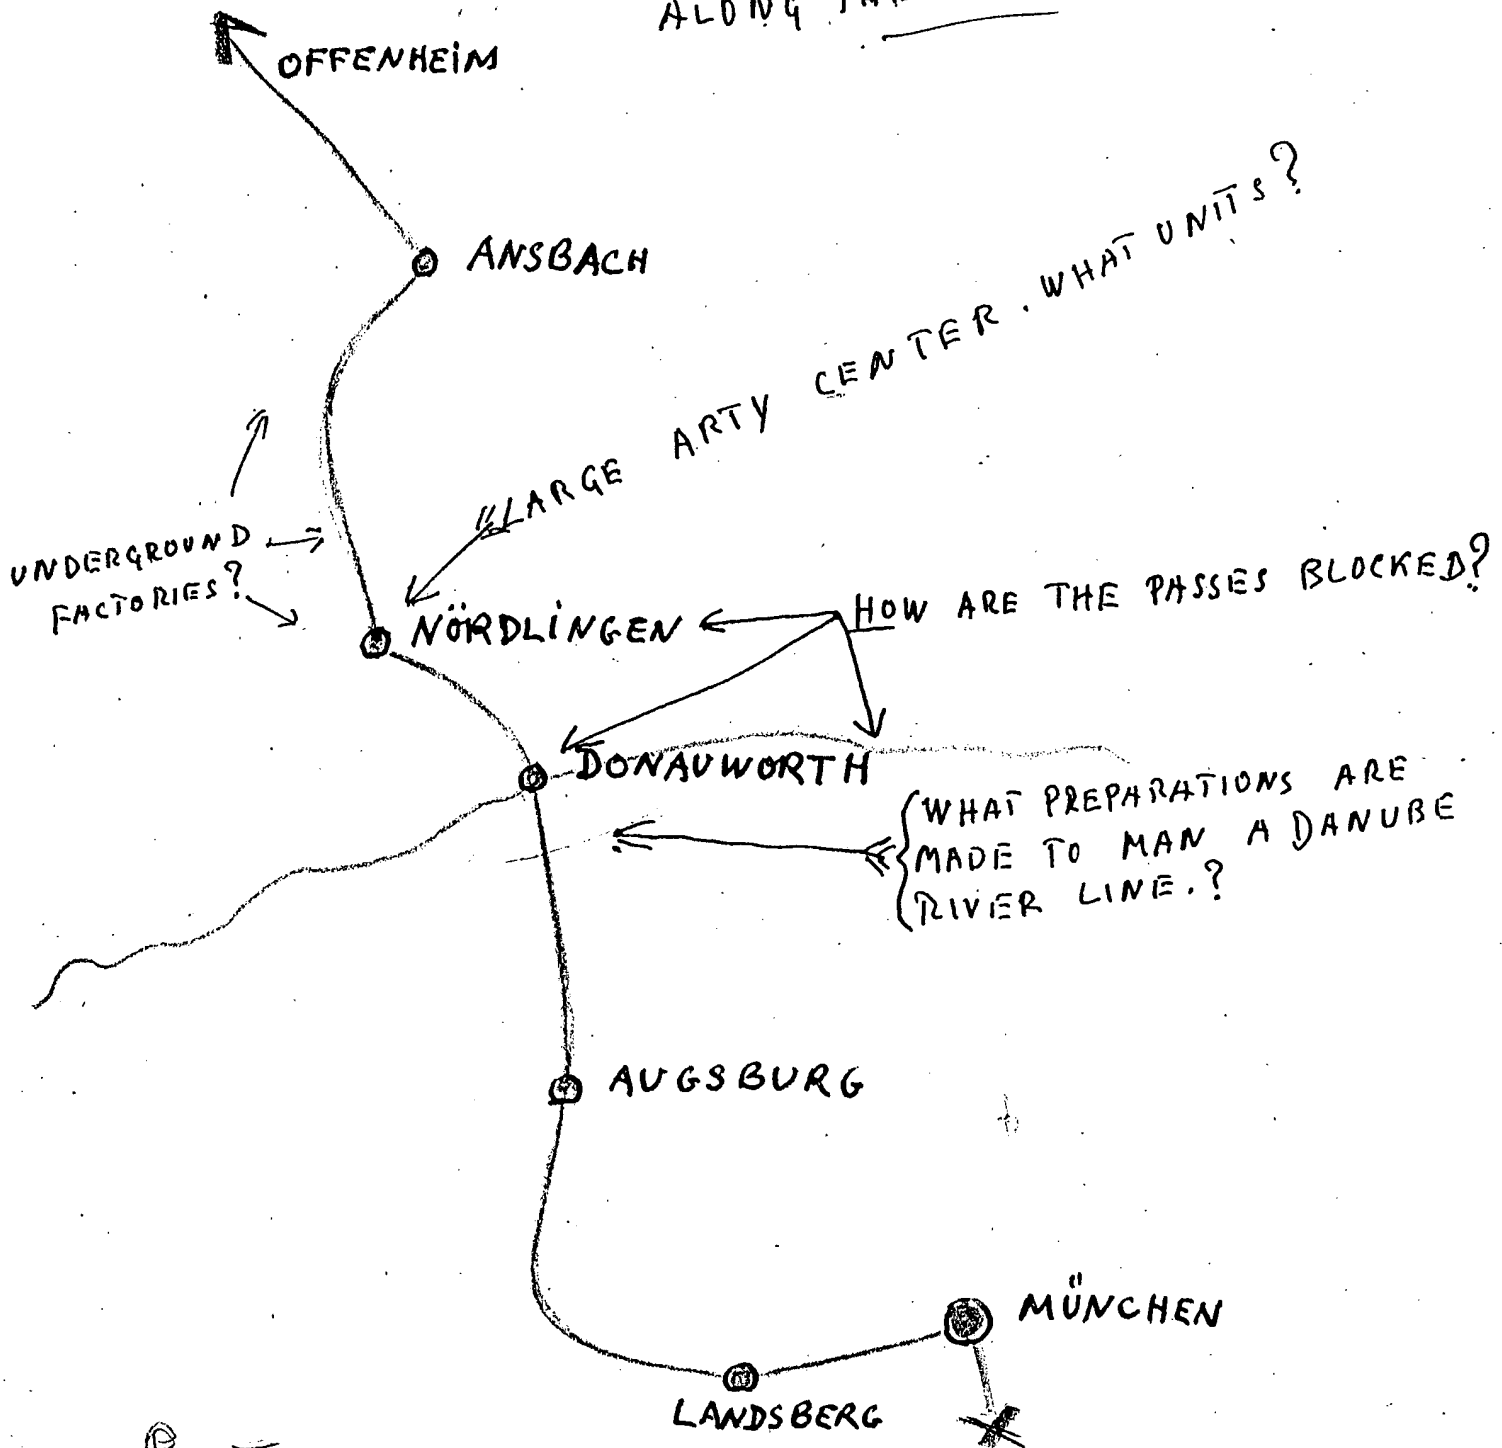 ALONG
OFFENHEIM
ANSBACH
LARGE ARTY CENTER. WHAT UNITS?
UNDERGROUND
FACTORIES?
NÖRDLINGEN
HOW ARE THE PASSES BLOCKED?
DONAUWORTH
WHAT PREPARATIONS ARE
MADE TO MAN A DANUBE
RIVER LINE.?
AUGSBURG
MÜNCHEN
LANDSBERG